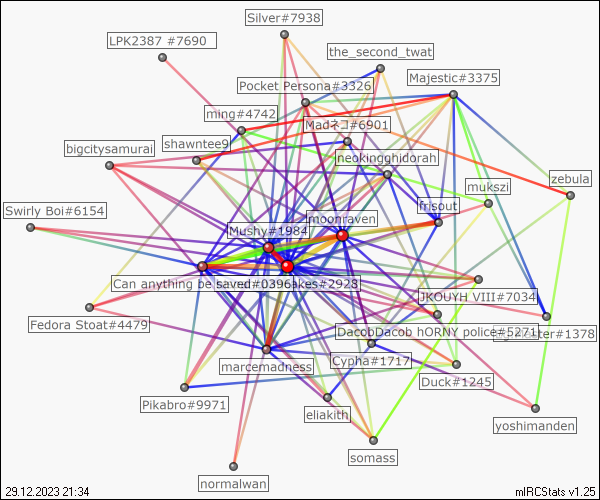 Silver#7938
LPK2387 #7690
the_second_twat
Majestic#3375
Pocket Persona#3326
ming#4742
Madネコ#6901
shawntee9
bigcitysamurai
neokingghidorah
zebula
mukszi
frisout
Swirly Boi#6154
moonraven
Mushy#1984
Can anything be saved#0396
akes#2928
JKOUYH VIII#7034
Fedora Stoat#4479
DacobDacob hORNY police#5271
ter#1378
Cypha#1717
marcemadness
Duck#1245
Pikabro#9971
eliakith
yoshimanden
somass
normalwan
29.12.2023 21:34
mIRCStats v1.25